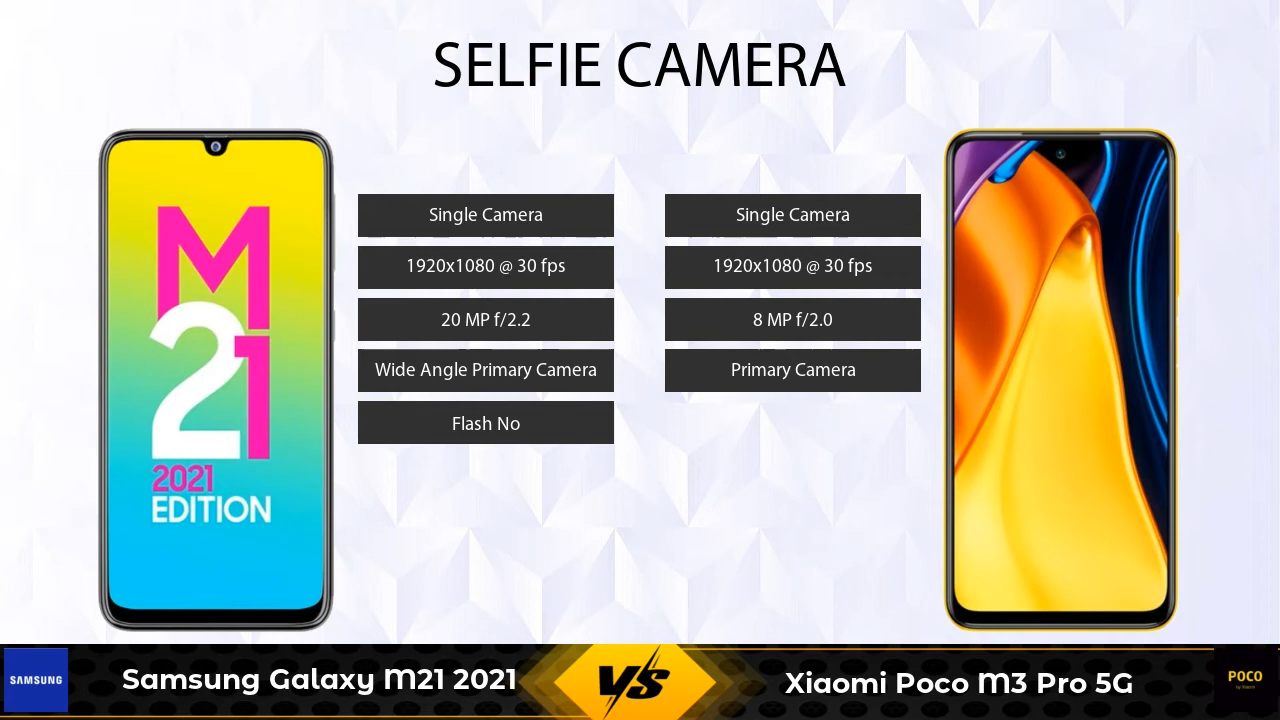 SELFIE CAMERA
M
21
2021
EDITION
Single Camera
1920x1080 @ 30 fps
20 MP f/2.2
Wide Angle Primary Camera
Flash No
Single Camera
1920x1080 @ 30 fps
8 MP f/2.0
Primary Camera
SAMSUNG
Samsung Galaxy M21 2021
VS
Xiaomi Poco M3 Pro 5G
POCO
by Xiaomi